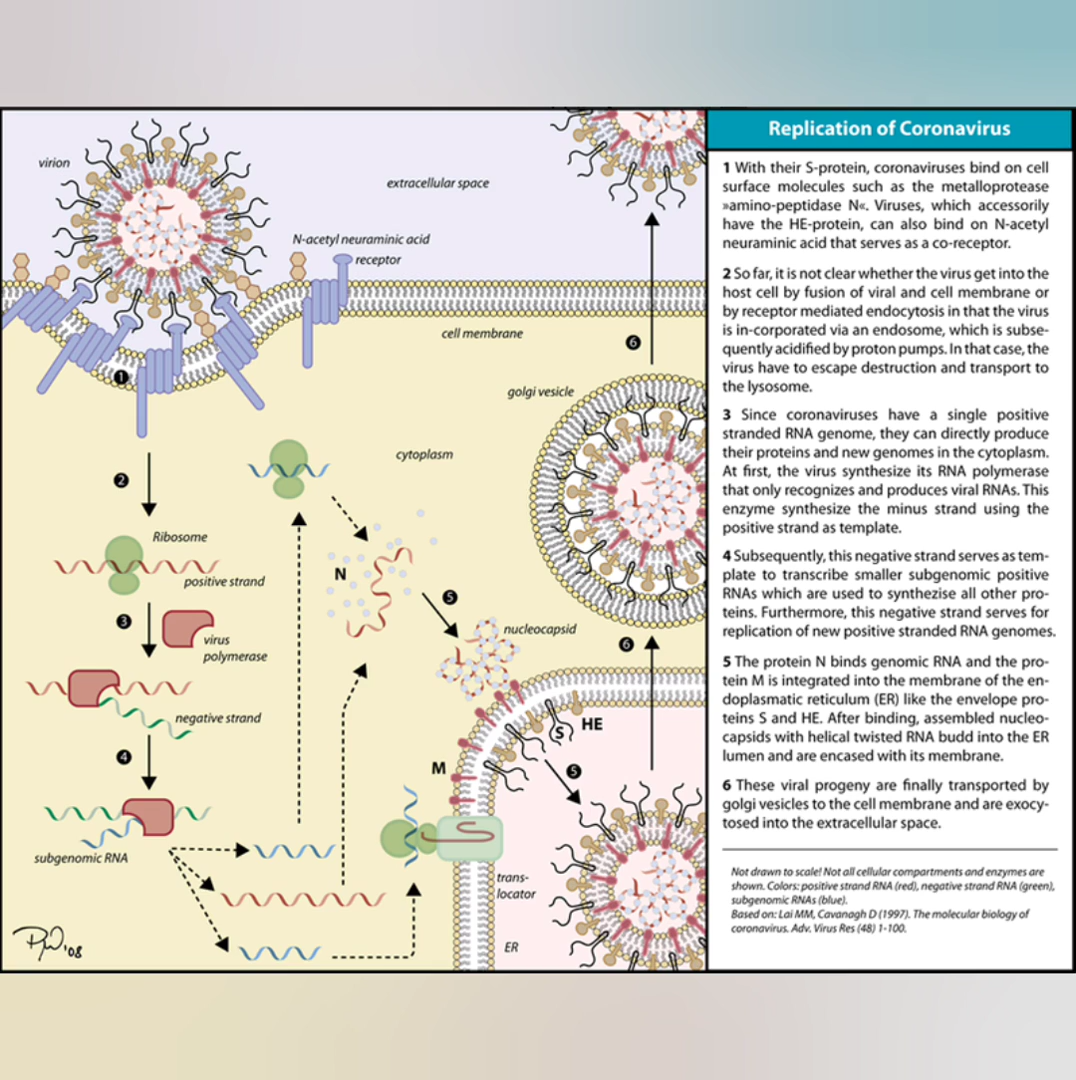 virion
extracellular space
N-acetyl neuraminic acid
receptor
cell membrane
1
6
golgi vesicle
cytoplasm
2
Ribosome
positive strand
N
5
3
virus
polymerase
nucleocapsid
6
negative strand
HE
S
4
M
5
subgenomic RNA
trans-
locator
ER
'08
Replication of Coronavirus
1 With their S-protein, coronaviruses bind on cell
surface molecules such as the metalloprotease
»amino-peptidase N«. Viruses, which accessorily
have the HE-protein, can also bind on N-acetyl
neuraminic acid that serves as a co-receptor.
2 So far, it is not clear whether the virus get into the
host cell by fusion of viral and cell membrane or
by receptor mediated endocytosis in that the virus
is in-corporated via an endosome, which is subse-
quently acidified by proton pumps. In that case, the
virus have to escape destruction and transport to
the lysosome.
3 Since coronaviruses have a single positive
stranded RNA genome, they can directly produce
their proteins and new genomes in the cytoplasm.
At first, the virus synthesize its RNA polymerase
that only recognizes and produces viral RNAs. This
enzyme synthesize the minus strand using the
positive strand as template.
4 Subsequently, this negative strand serves as tem-
plate to transcribe smaller subgenomic positive
RNAs which are used to synthezise all other pro-
teins. Furthermore, this negative strand serves for
replication of new positive stranded RNA genomes.
5 The protein N binds genomic RNA and the pro-
tein M is integrated into the membrane of the en-
doplasmatic reticulum (ER) like the envelope pro-
teins S and HE. After binding, assembled nucleo-
capsids with helical twisted RNA budd into the ER
lumen and are encased with its membrane.
6 These viral progeny are finally transported by
golgi vesicles to the cell membrane and are exocy-
tosed into the extracellular space.
Not drawn to scale! Not all cellular compartments and enzymes are
shown. Colors: positive strand RNA (red), negative strand RNA (green),
subgenomic RNAs (blue).
Based on: Lai MM, Cavanagh D (1997). The molecular biology of
coronavirus. Adv. Virus Res (48) 1-100.